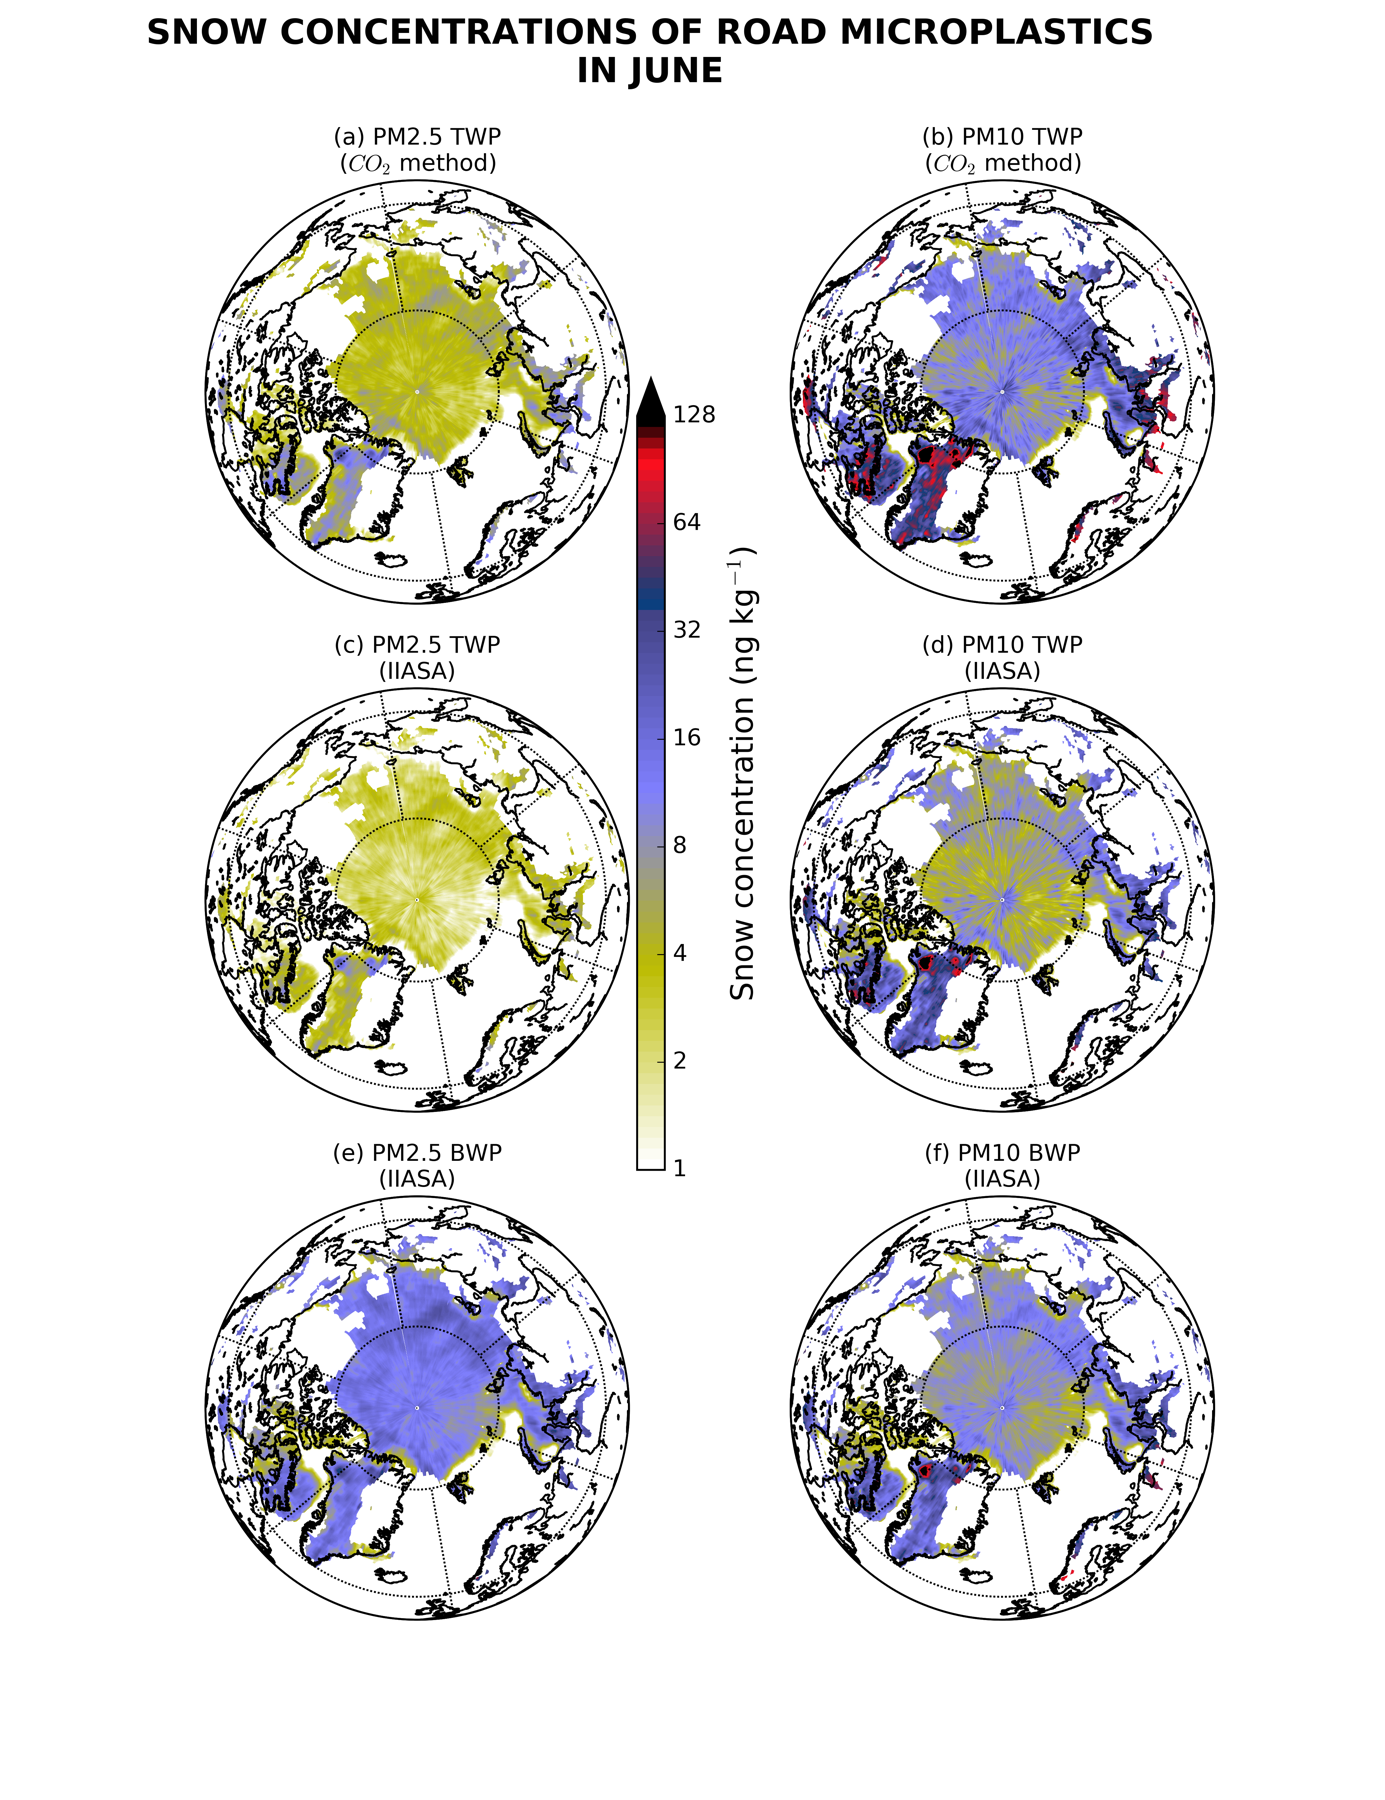 SNOW CONCENTRATIONS OF ROAD MICROPLASTICS
IN JUNE
(a) PM2.5 TWP
(CO₂ method)
(b) PM10 TWP
(CO₂ method)
128
64
32
16
8
4
2
1
Snow concentration (ng kg⁻¹)
(c) PM2.5 TWP
(IIASA)
(d) PM10 TWP
(IIASA)
(e) PM2.5 BWP
(IIASA)
(f) PM10 BWP
(IIASA)